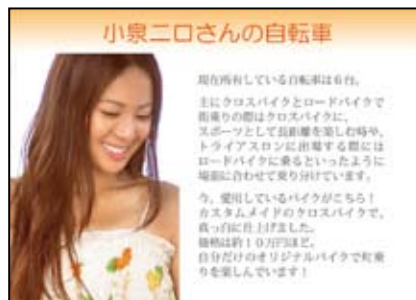 小泉ニロさんの自転車
現在所有している自転車は6台。
主にクロスバイクとロードバイクで
街乗りの際はクロスバイクに、
スポーツとして長距離を楽しむ時や、
トライアスロンに出場する際には
ロードバイクに乗るといったように
場面に合わせて乗り分けています。
今、愛用しているバイクがこちら！
カスタムメイドのクロスバイクで、
真っ白に仕上げました。
価格は約１０万円ほど。
自分だけのオリジナルバイクで町乗
りを楽しんでいます！